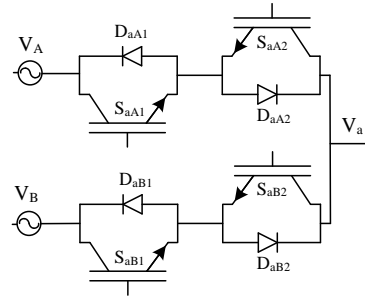 V_A
D_aA1
S_aA1
S_aA2
D_aA2
V_a
V_B
D_aB1
S_aB1
S_aB2
D_aB2